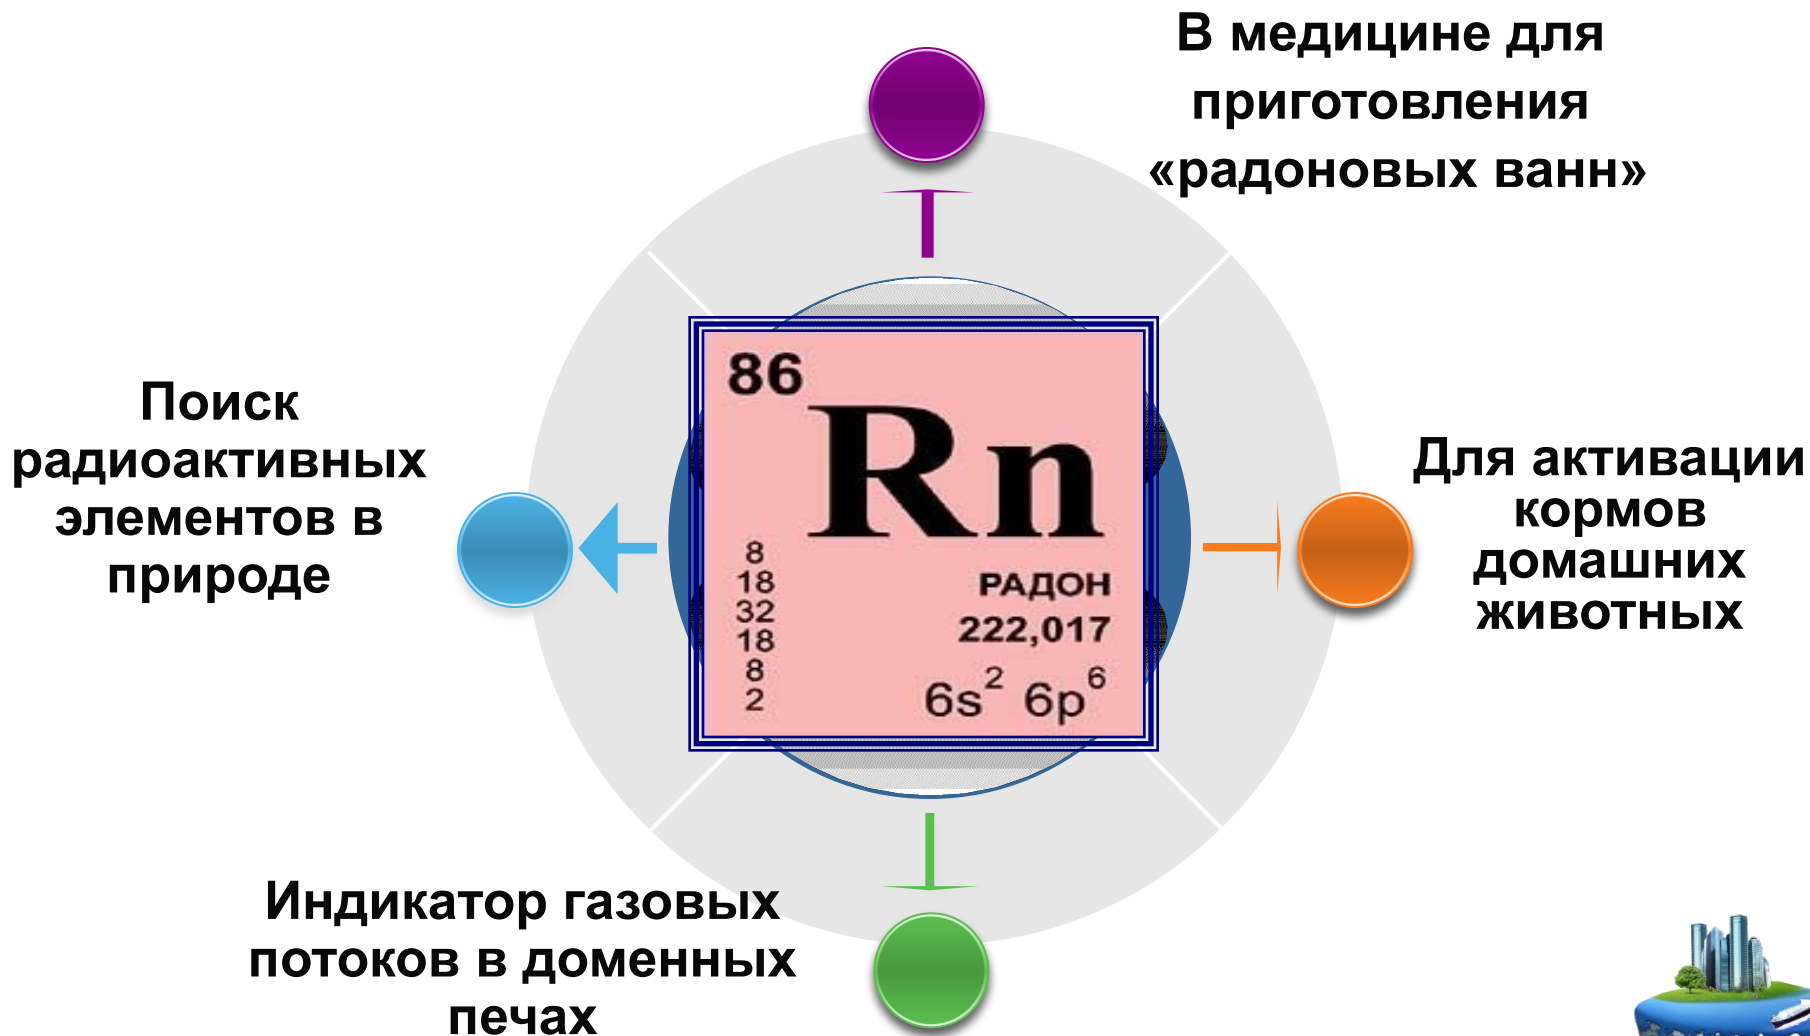 В медицине для
приготовления
«радоновых ванн»
Поиск
радиоактивных
элементов в
природе
86
Rn
8
18
32
18
8
2
РАДОН
222,017
6s² 6p⁶
Для активации
кормов
домашних
животных
Индикатор газовых
потоков в доменных
печах